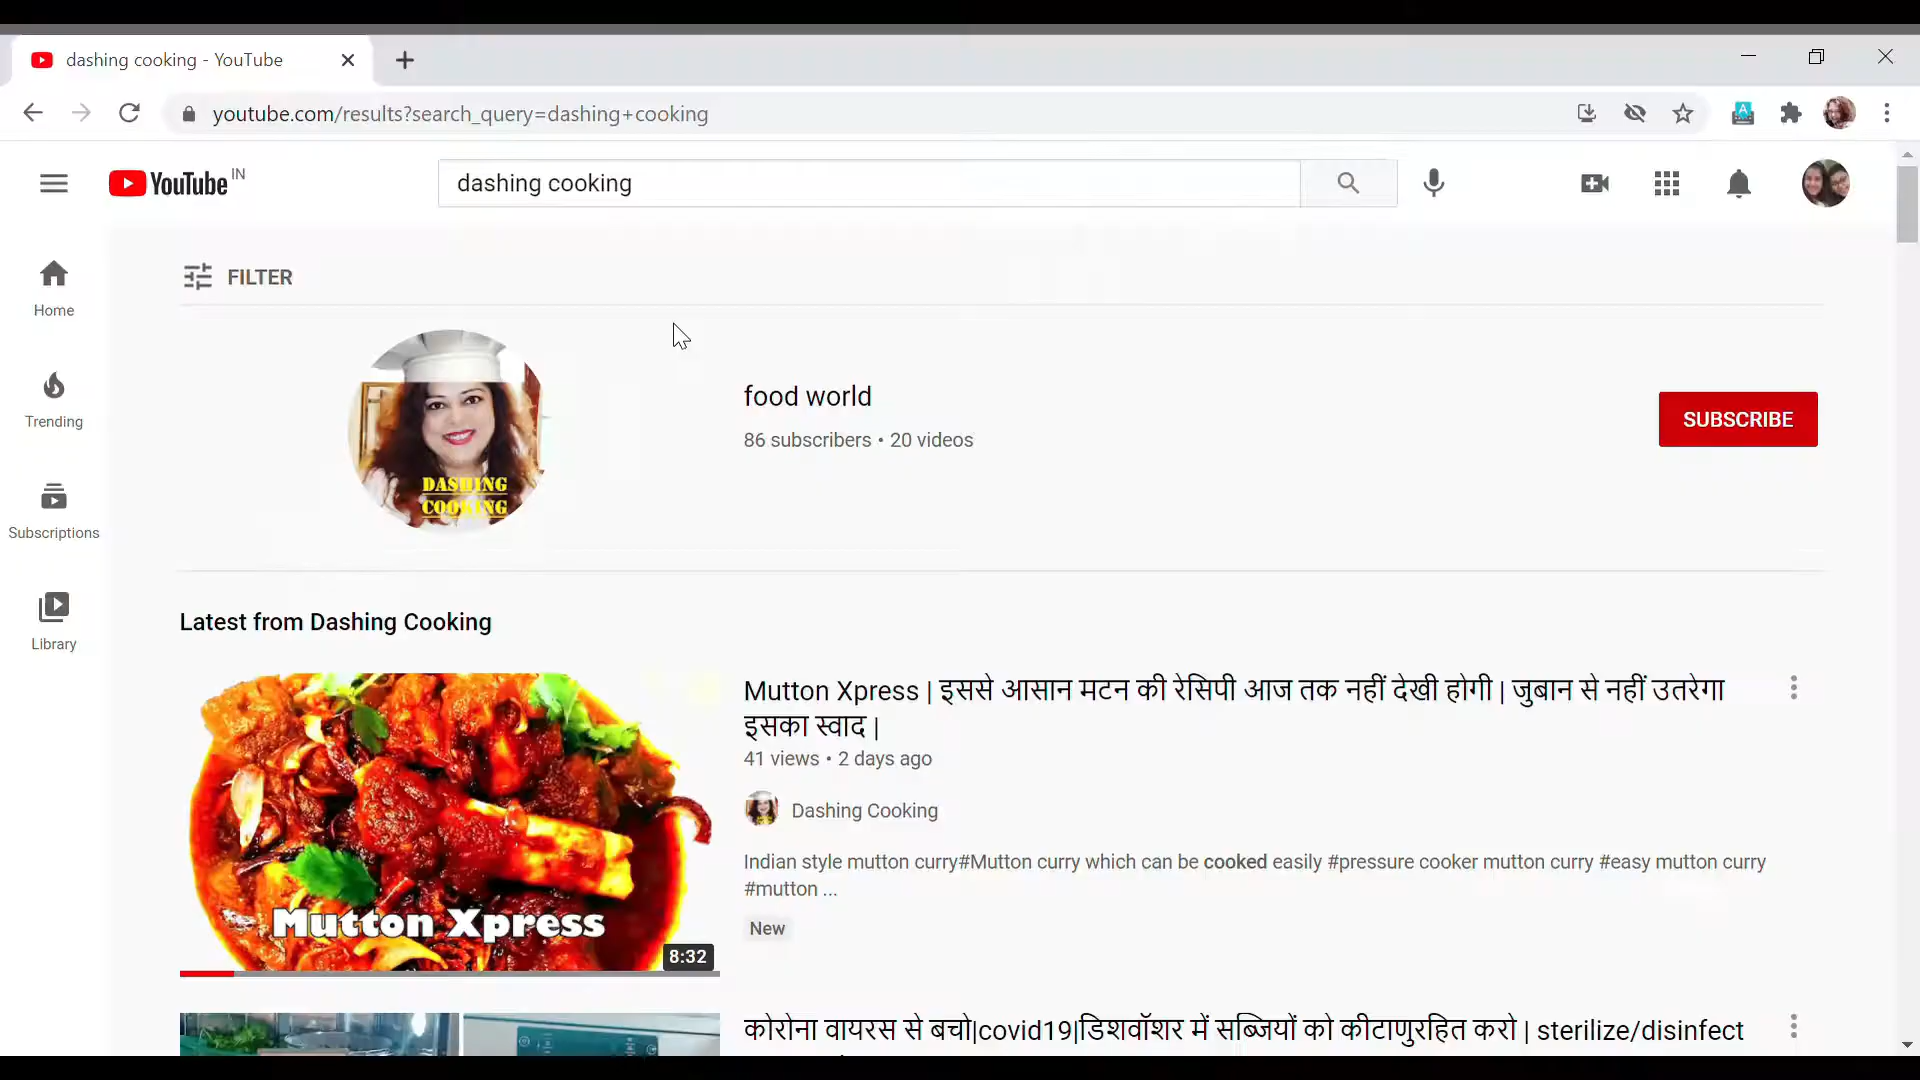 dashing cooking - YouTube
youtube.com/results?search_query=dashing+cooking
YouTube IN
dashing cooking
FILTER
Home
Trending
Subscriptions
Library
DASHING
COOKING
food world
86 subscribers • 20 videos
SUBSCRIBE
Latest from Dashing Cooking
Mutton Xpress
8:32
Mutton Xpress | इससे आसान मटन की रेसिपी आज तक नहीं देखी होगी | जुबान से नहीं उतरेगा
इसका स्वाद |
41 views • 2 days ago
Dashing Cooking
Indian style mutton curry#Mutton curry which can be cooked easily #pressure cooker mutton curry #easy mutton curry
#mutton ...
New
कोरोना वायरस से बचो|covid19|डिशवॉशर में सब्जियों को कीटाणुरहित करो | sterilize/disinfect